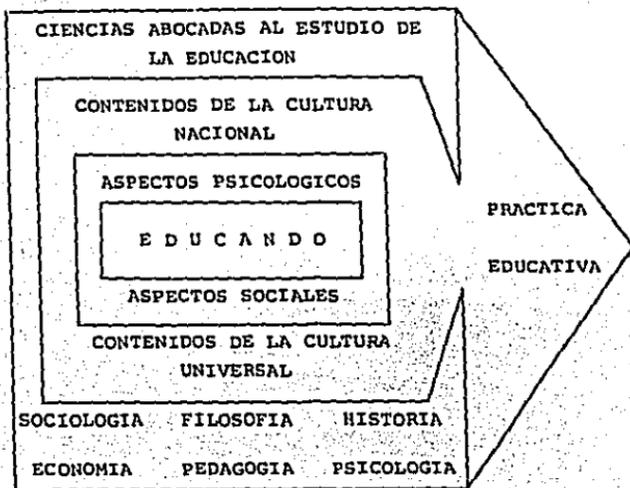 CIENCIAS ABOCADAS AL ESTUDIO DE
LA EDUCACION
CONTENIDOS DE LA CULTURA
NACIONAL
ASPECTOS PSICOLOGICOS
E D U C A N D O
ASPECTOS SOCIALES
CONTENIDOS DE LA CULTURA
UNIVERSAL
PRACTICA
EDUCATIVA
SOCIOLOGIA FILOSOFIA HISTORIA
ECONOMIA PEDAGOGIA PSICOLOGIA